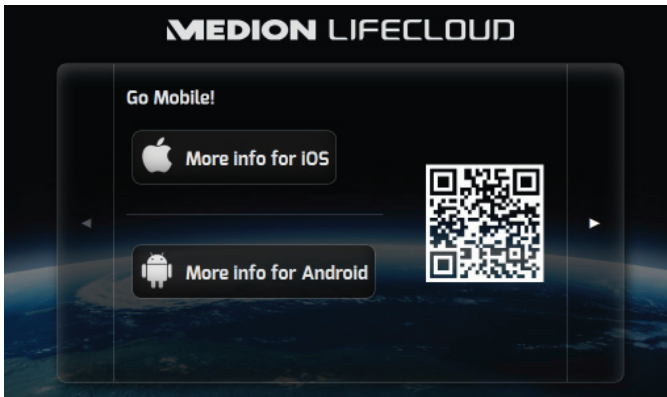 MEDION LIFECLOUD
Go Mobile!
More info for iOS
More info for Android